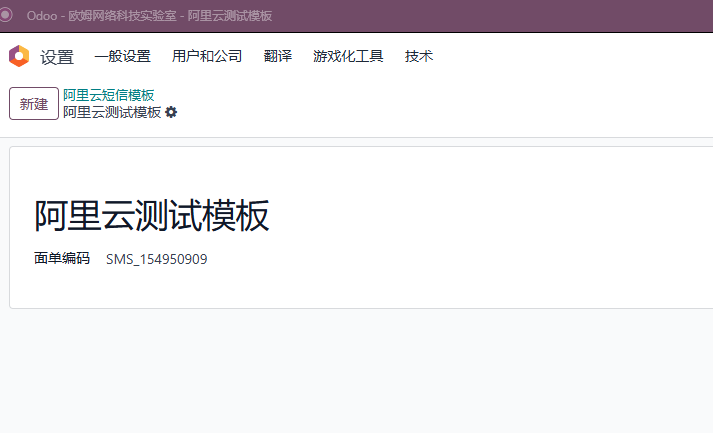 Odoo - 欧姆网络科技实验室 - 阿里云测试模板
设置 一般设置 用户和公司 翻译 游戏化工具 技术
新建 阿里云短信模板
阿里云测试模板
阿里云测试模板
面单编码 SMS_154950909